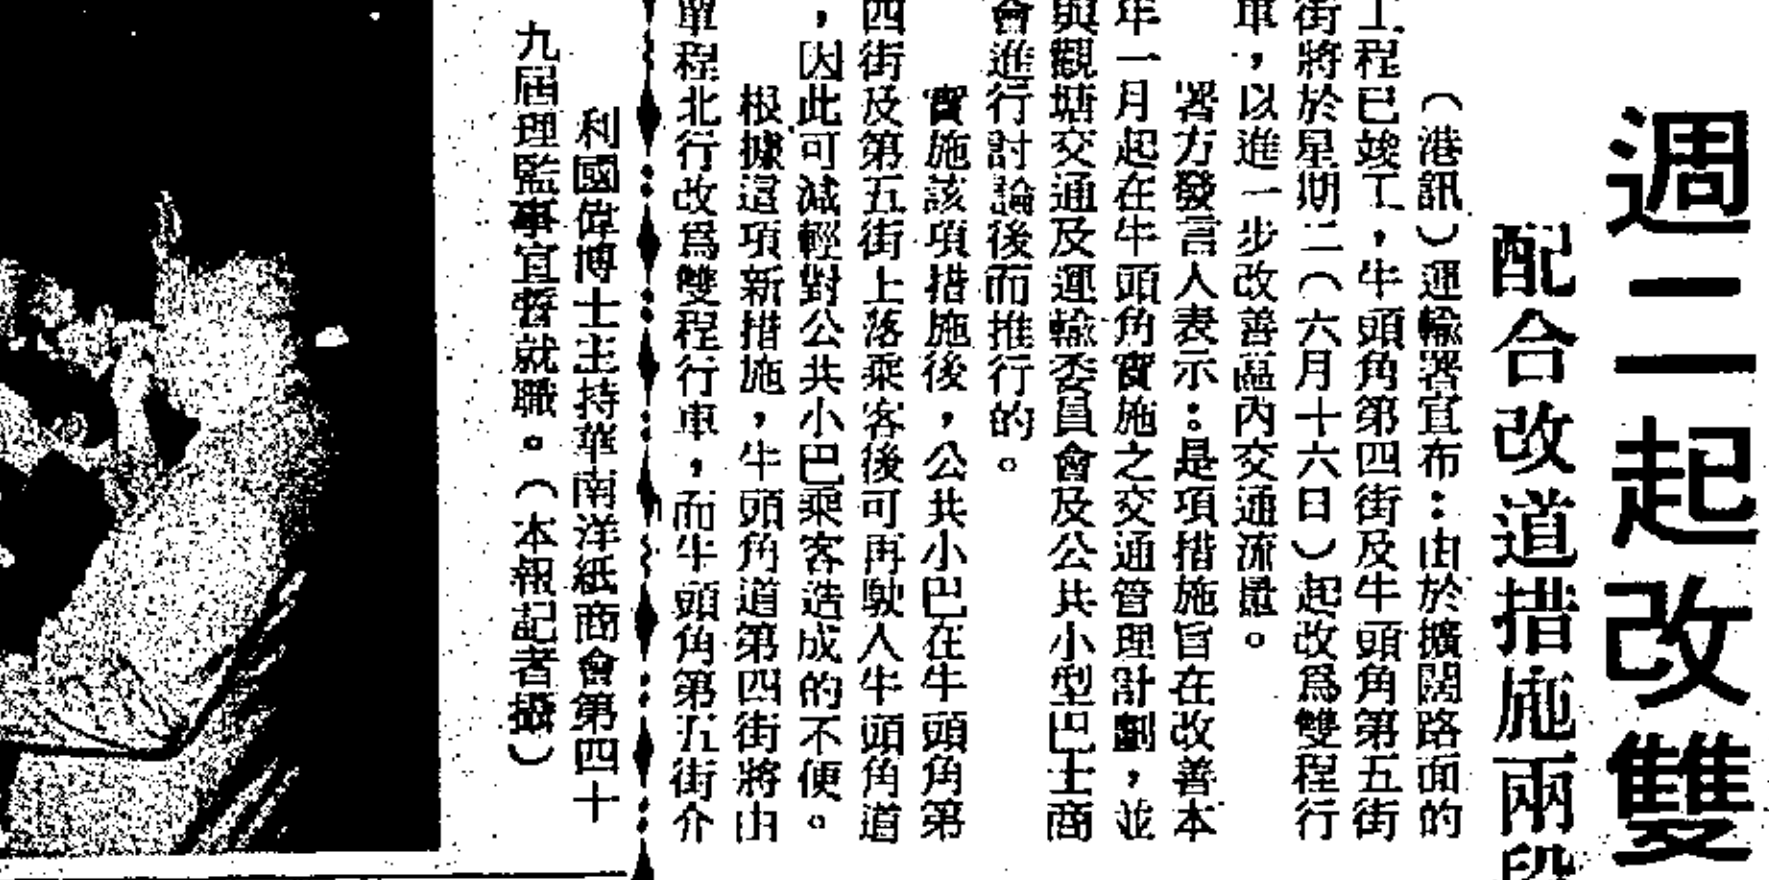 週二起改雙
配合改道措施兩段
（港訊）運輸署宣布：由於擴闊路面的
工程已竣工，牛頭角第四街及牛頭角第五街
街將於星期二（六月十六日）起改爲雙程行
車，以進一步改善區內交通流量。
署方發言人表示：是項措施旨在改善本
年一月起在牛頭角實施之交通管理計劃，並
與觀塘交通及運輸委員會及公共小型巴士商
會進行討論後而推行的。
實施該項措施後，公共小巴在牛頭角第
四街及第五街上落乘客後可再駛入牛頭角道
，因此可減輕對公共小巴乘客造成的不便。
根據這項新措施，牛頭角道第四街將由
單程北行改爲雙程行車，而牛頭角第五街介
利國偉博士主持華南洋紙商會第四十
九屆理監事宣誓就職。（本報記者攝）